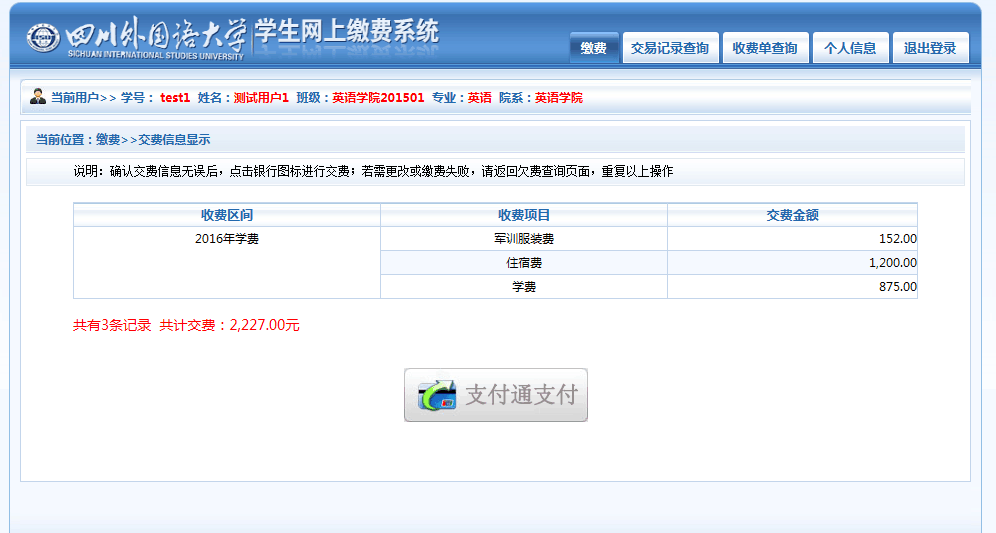 四川外国语大学 学生网上缴费系统
SICHUAN INTERNATIONAL STUDIES UNIVERSITY
缴费 交易记录查询 收费单查询 个人信息 退出登录
当前用户>> 学号： test1 姓名：测试用户1 班级：英语学院201501 专业：英语 院系：英语学院
当前位置：缴费>>交费信息显示
说明：确认交费信息无误后，点击银行图标进行交费；若需更改或缴费失败，请返回欠费查询页面，重复以上操作
收费区间 收费项目 交费金额
2016年学费 军训服装费 152.00
住宿费 1,200.00
学费 875.00
共有3条记录 共计交费：2,227.00元
支付通支付